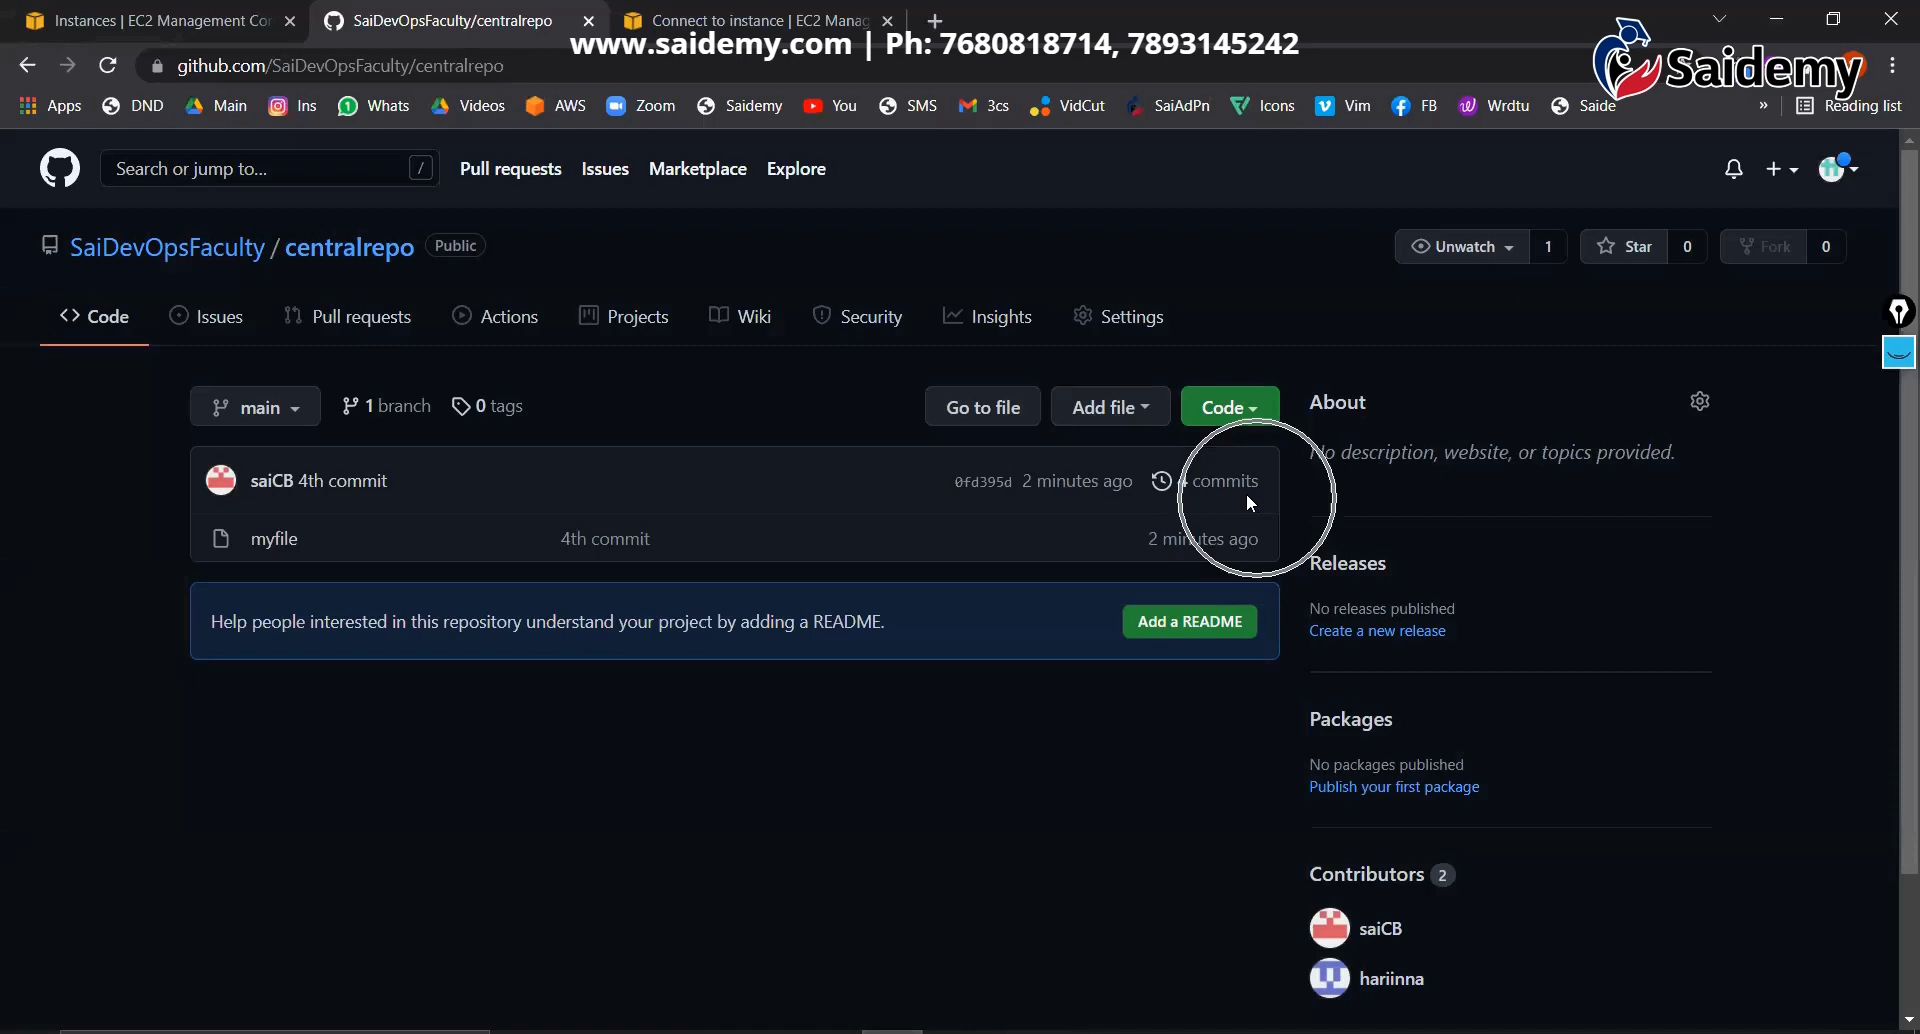 Instances | EC2 Management Co
SaiDevOpsFaculty/centralrepo
Connect to instance | EC2 Manag
www.saidemy.com | Ph: 7680818714, 7893145242
Saidemy
github.com/SaiDevOpsFaculty/centralrepo
Apps DND Main Ins Whats Videos AWS Zoom Saidemy You SMS 3cs VidCut SaiAdPn Icons Vim FB Wrdtu Saide » Reading list
Search or jump to... / Pull requests Issues Marketplace Explore
SaiDevOpsFaculty / centralrepo Public
Unwatch 1 Star 0 Fork 0
Code Issues Pull requests Actions Projects Wiki Security Insights Settings
main 1 branch 0 tags Go to file Add file Code
About
No description, website, or topics provided.
saiCB 4th commit 0fd395d 2 minutes ago commits
myfile 4th commit 2 minutes ago
Releases
No releases published
Create a new release
Help people interested in this repository understand your project by adding a README. Add a README
Packages
No packages published
Publish your first package
Contributors 2
saiCB
hariinna